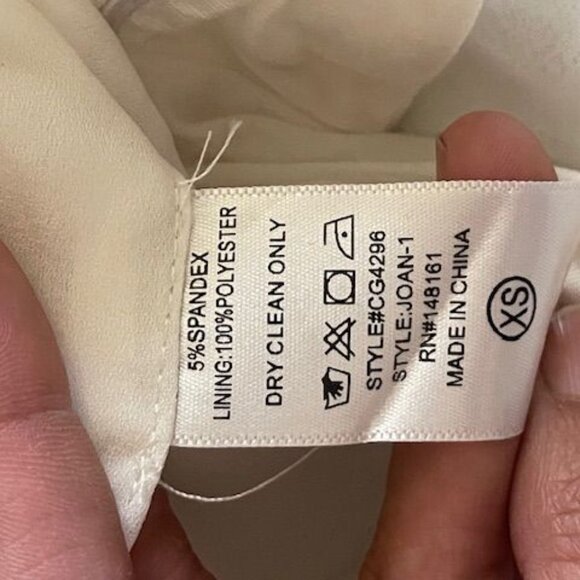 5%SPANDEX
LINING:100%POLYESTER
DRY CLEAN ONLY
STYLE#CG4296
STYLE:JOAN-1
RN#148161
MADE IN CHINA
XS